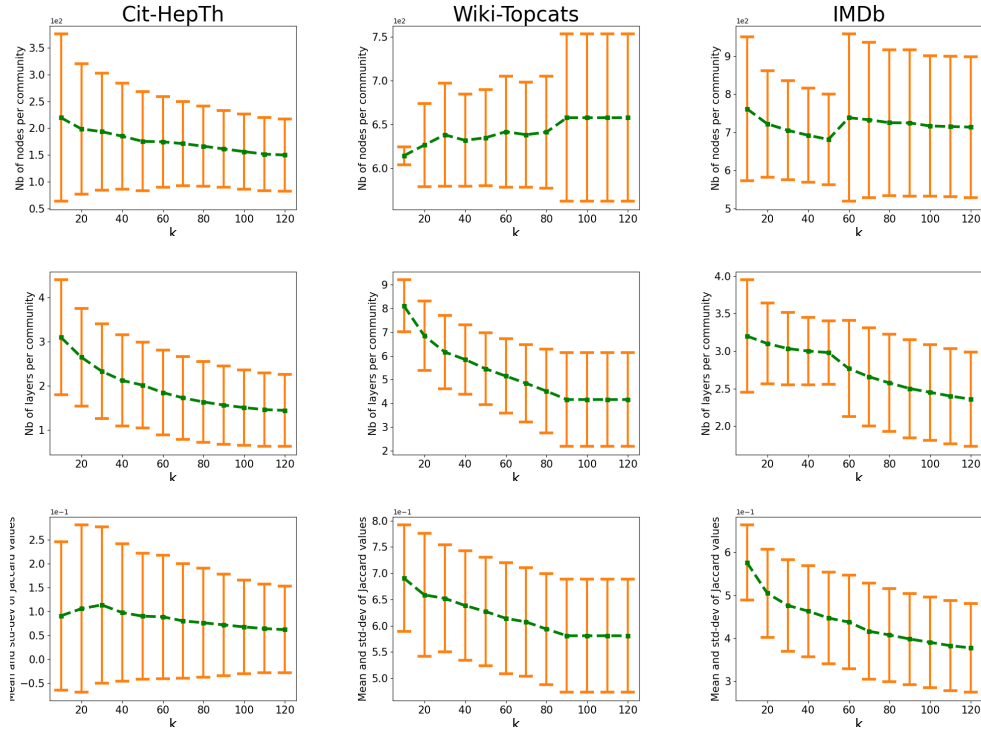 Cit-HepTh Wiki-Topcats IMDb
1e2
Nb of nodes per community
3.5
3.0
2.5
2.0
1.5
1.0
0.5
20 40 60 80 100 120
k
1e2
Nb of nodes per community
7.5
7.0
6.5
6.0
20 40 60 80 100 120
k
1e2
Nb of nodes per community
9
8
7
6
5
20 40 60 80 100 120
k
Nb of layers per community
4
3
2
1
20 40 60 80 100 120
k
Nb of layers per community
9
8
7
6
5
4
3
2
20 40 60 80 100 120
k
Nb of layers per community
4.0
3.5
3.0
2.5
2.0
20 40 60 80 100 120
k
1e−1
Mean and std-dev of Jaccard values
2.5
2.0
1.5
1.0
0.5
0.0
−0.5
20 40 60 80 100 120
k
1e−1
Mean and std-dev of Jaccard values
8.0
7.5
7.0
6.5
6.0
5.5
5.0
20 40 60 80 100 120
k
1e−1
Mean and std-dev of Jaccard values
6
5
4
3
20 40 60 80 100 120
k